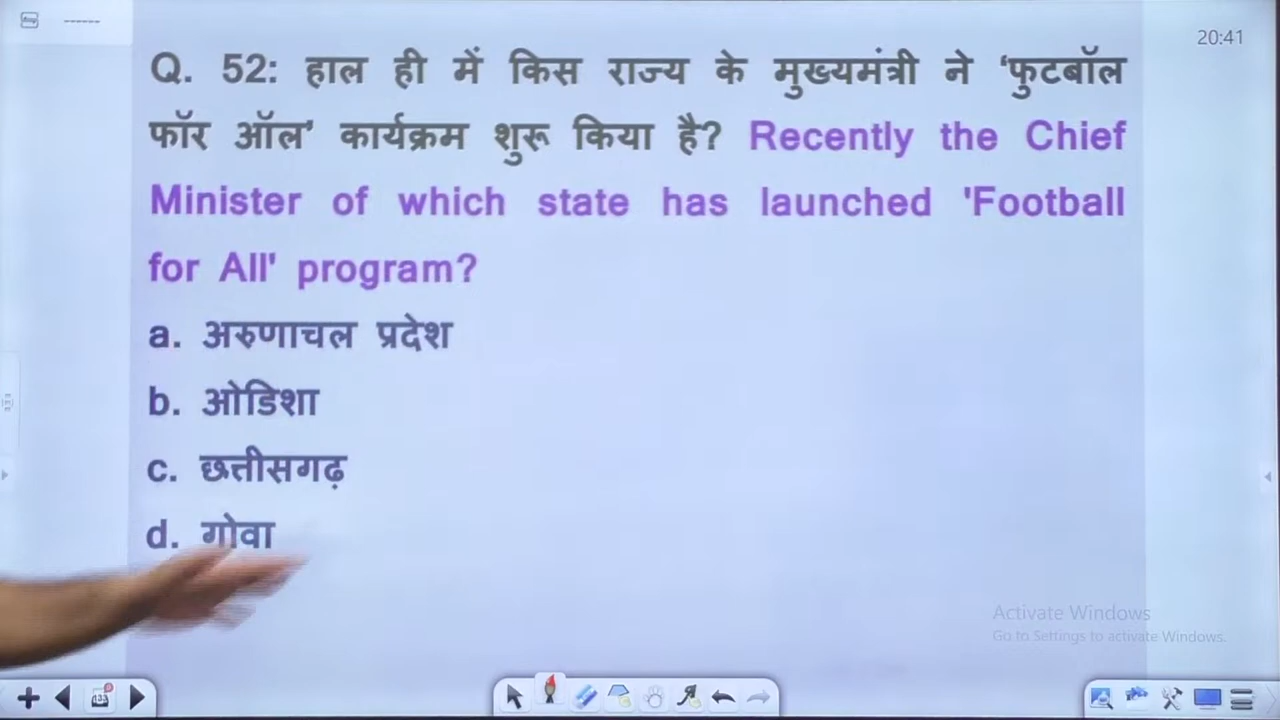 20:41
Q. 52: हाल ही में किस राज्य के मुख्यमंत्री ने ‘फुटबॉल
फॉर ऑल’ कार्यक्रम शुरू किया है? Recently the Chief
Minister of which state has launched 'Football
for All' program?
a. अरुणाचल प्रदेश
b. ओडिशा
c. छत्तीसगढ़
d. गोवा
Activate Windows
Go to Settings to activate Windows.
133